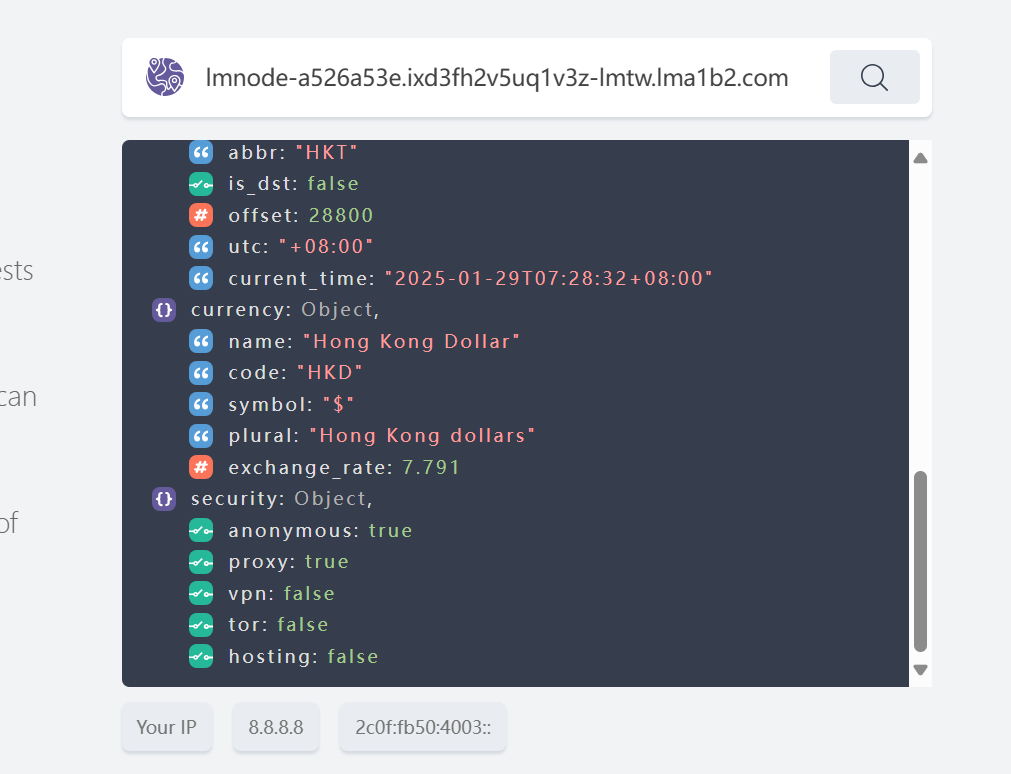 lmnode-a526a53e.ixd3fh2v5uq1v3z-lmtw.lma1b2.com
abbr: "HKT"
is_dst: false
offset: 28800
utc: "+08:00"
current_time: "2025-01-29T07:28:32+08:00"
{} currency: Object,
name: "Hong Kong Dollar"
code: "HKD"
symbol: "$"
plural: "Hong Kong dollars"
# exchange_rate: 7.791
{} security: Object,
anonymous: true
proxy: true
vpn: false
tor: false
hosting: false
ests
can
of
Your IP
8.8.8.8
2c0f:fb50:4003::